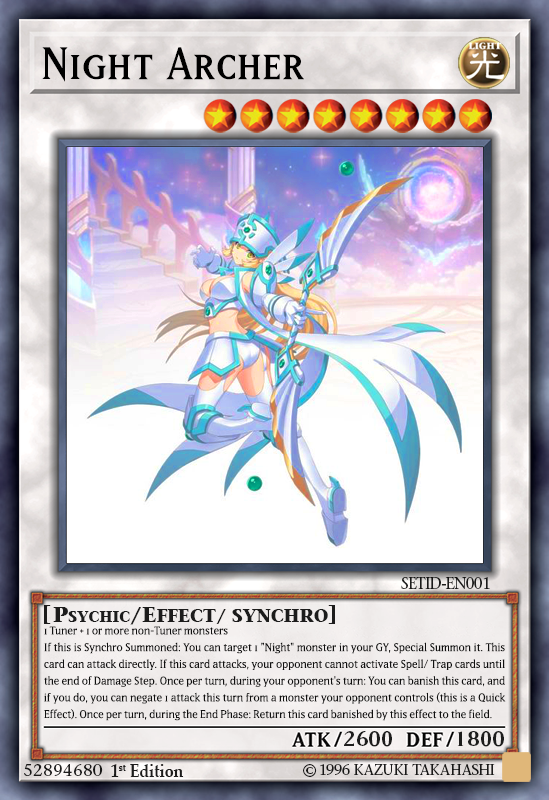 NIGHT ARCHER
LIGHT
光
SETID-EN001
[PSYCHIC/EFFECT/ SYNCHRO]
1 Tuner + 1 or more non-Tuner monsters
If this is Synchro Summoned: You can target 1 "Night" monster in your GY, Special Summon it. This
card can attack directly. If this card attacks, your opponent cannot activate Spell/ Trap cards until
the end of Damage Step. Once per turn, during your opponent's turn: You can banish this card, and
if you do, you can negate 1 attack this turn from a monster your opponent controls (this is a Quick
Effect). Once per turn, during the End Phase: Return this card banished by this effect to the field.
ATK/2600 DEF/1800
52894680 1st Edition © 1996 KAZUKI TAKAHASHI